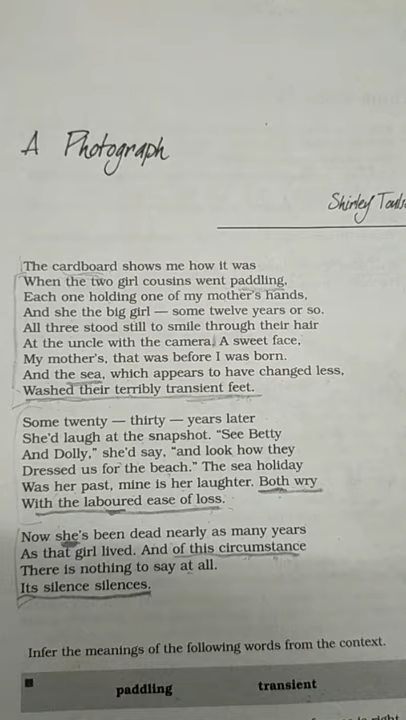 A Photograph
Shirley
The cardboard shows me how it was
When the two girl cousins went paddling,
Each one holding one of my mother's hands,
And she the big girl — some twelve years or so.
All three stood still to smile through their hair
At the uncle with the camera. A sweet face,
My mother's, that was before I was born.
And the sea, which appears to have changed less,
Washed their terribly transient feet.
Some twenty — thirty — years later
She'd laugh at the snapshot. "See Betty
And Dolly," she'd say, "and look how they
Dressed us for the beach." The sea holiday
Was her past, mine is her laughter. Both wry
With the laboured ease of loss.
Now she's been dead nearly as many years
As that girl lived. And of this circumstance
There is nothing to say at all.
Its silence silences.
Infer the meanings of the following words from the context.
paddling transient